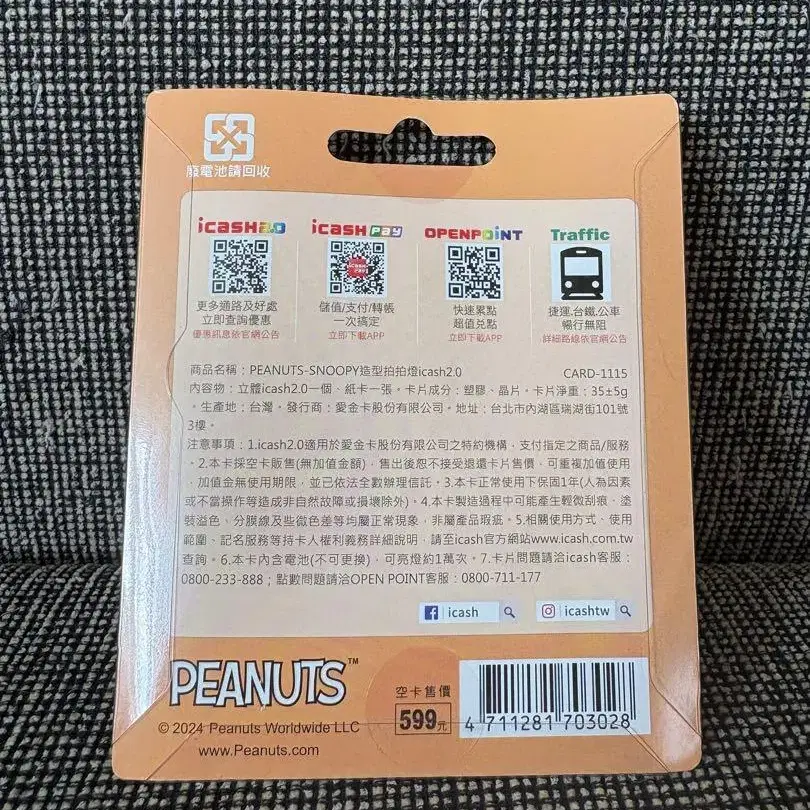 廢電池請回收
icash2.0
icash Pay
OPENPOINT
Traffic
更多通路及好處
立即查詢優惠
優惠訊息依官網公告
儲值/支付/轉帳
一次搞定
立即下載APP
快速累點
超值兌點
立即下載APP
捷運.台鐵.公車
暢行無阻
詳細路線依官網公告
商品名稱：PEANUTS-SNOOPY造型拍拍燈icash2.0 CARD-1115
內容物：立體icash2.0一個、紙卡一張。卡片成分：塑膠、晶片。卡片淨重：35±5g
。生產地：台灣。發行商：愛金卡股份有限公司。地址：台北市內湖區瑞湖街101號
3樓。
注意事項：1.icash2.0適用於愛金卡股份有限公司之特約機構，支付指定之商品/服務
。2.本卡採空卡販售(無加值金額)，售出後恕不接受退還卡片售價，可重複加值使用
，加值金無使用期限，並已依法全數辦理信託。3.本卡正常使用下保固1年(人為因素
或不當操作等造成非自然故障或損壞除外)。4.本卡製造過程中可能產生輕微刮痕，塗
裝溢色，分膜線及些微色差等均屬正常現象，非屬產品瑕疵。5.相關使用方式、使用
範圍、記名服務等持卡人權利義務詳細說明，請至icash官方網站www.icash.com.tw
查詢。6.本卡內含電池(不可更換)，可亮燈約1萬次。7.卡片問題請洽icash客服：
0800-233-888；點數問題請洽OPEN POINT客服：0800-711-177
icash
icashtw
PEANUTS™
© 2024 Peanuts Worldwide LLC
www.Peanuts.com
空卡售價
599元
4 711281 703028